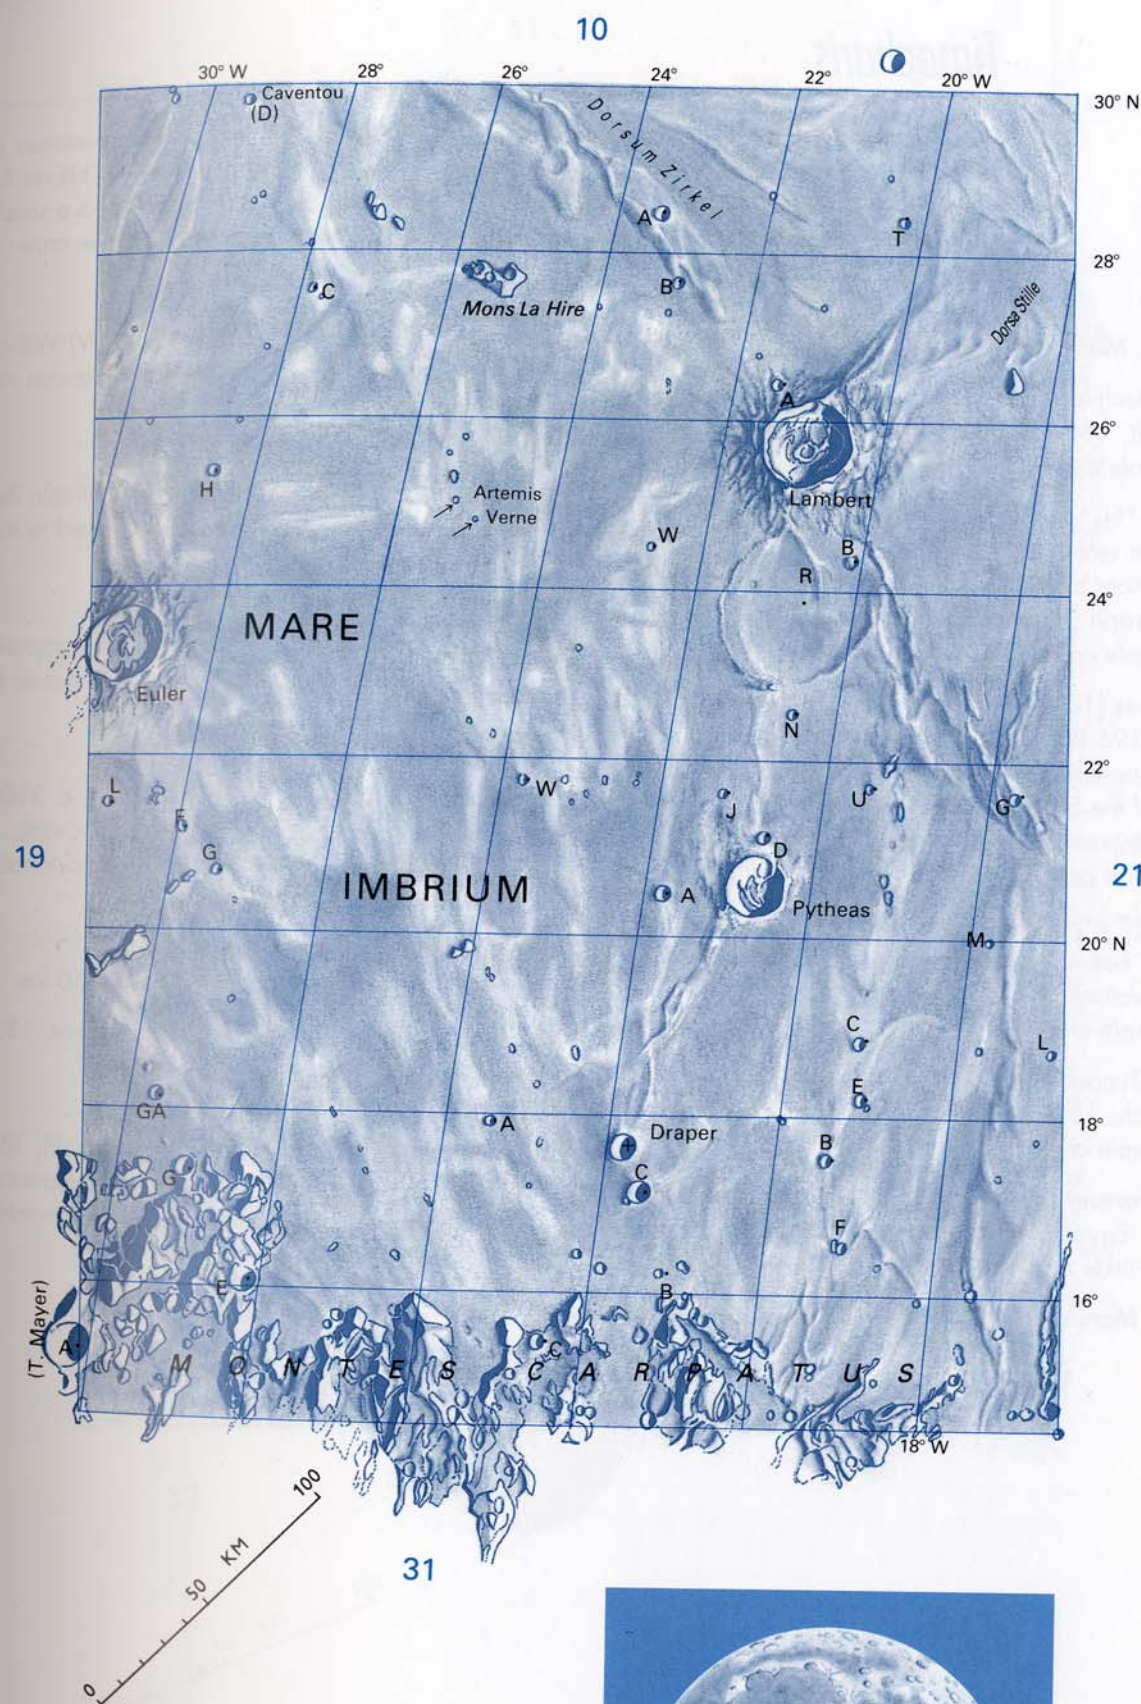 10
30° W 28° 26° 24° 22° 20° W
Caventou
(D)
30° N
Dorsum Zirkel
A
T
28°
C
B
Mons La Hire
Dorsa Stille
A
26°
H
Artemis
Verne
Lambert
W
B
R
24°
MARE
Euler
N
22°
L
W
J
U
G
F
D
19
G
21
IMBRIUM
A
Pytheas
M
20° N
C
L
E
GA
A
Draper
18°
B
C
G
F
E
B
16°
(T. Mayer)
A
C
MONTES CARPATUS
18° W
100
KM
50
0
31